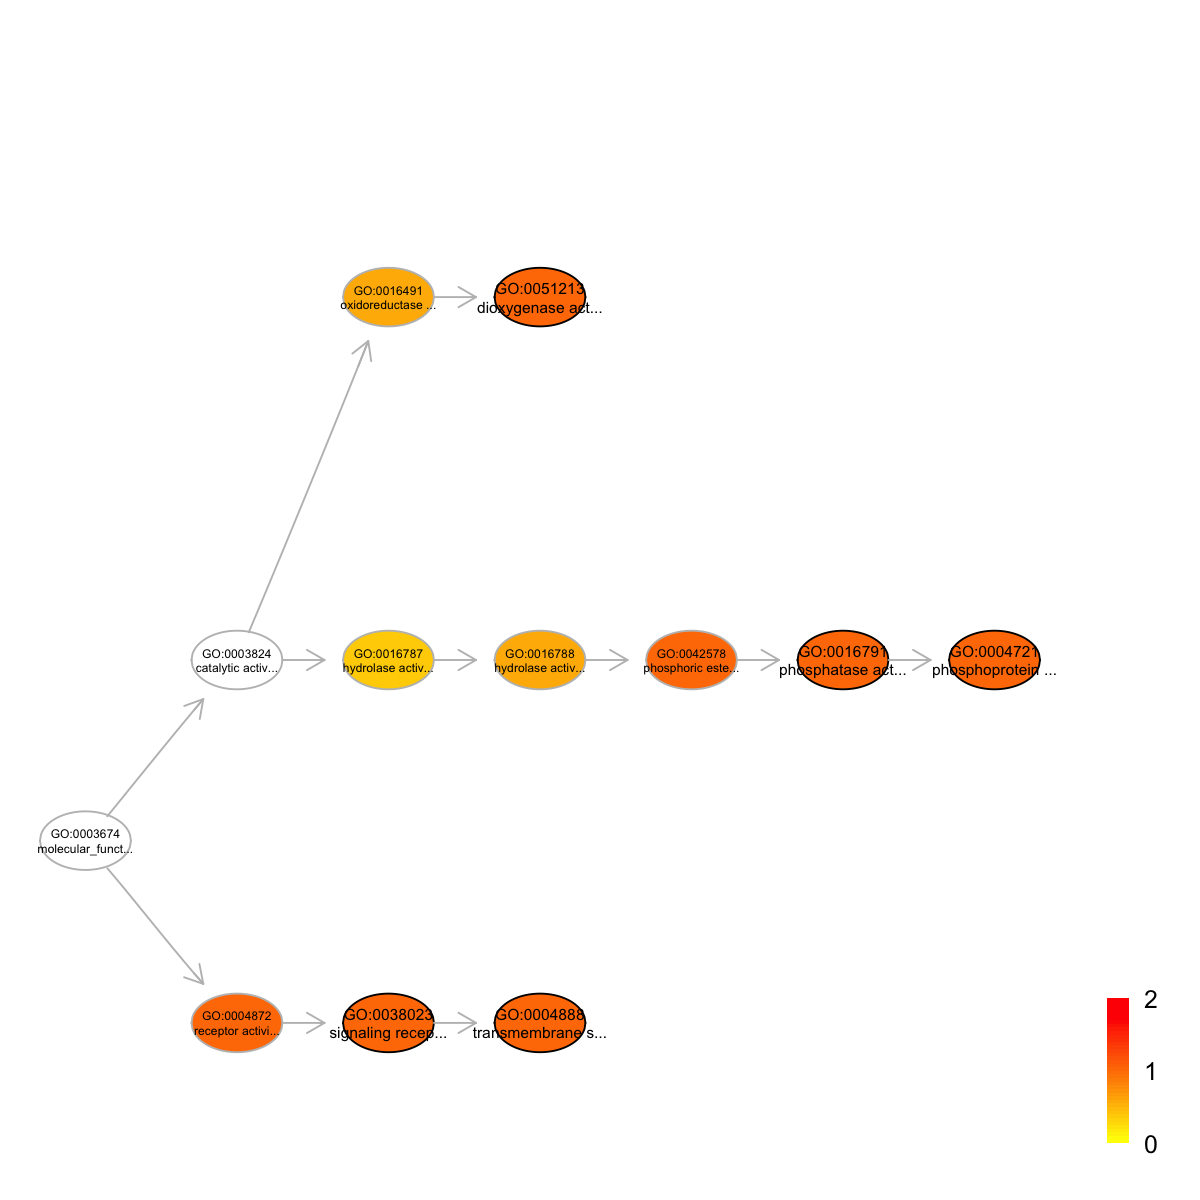 GO:0016491
oxidoreductase ...
GO:0051213
dioxygenase act...
GO:0003824
catalytic activ...
GO:0016787
hydrolase activ...
GO:0016788
hydrolase activ...
GO:0042578
phosphoric este...
GO:0016791
phosphatase act...
GO:0004721
phosphoprotein ...
GO:0003674
molecular_funct...
GO:0004872
receptor activi...
GO:0038023
signaling recep...
GO:0004888
transmembrane s...
2
1
0